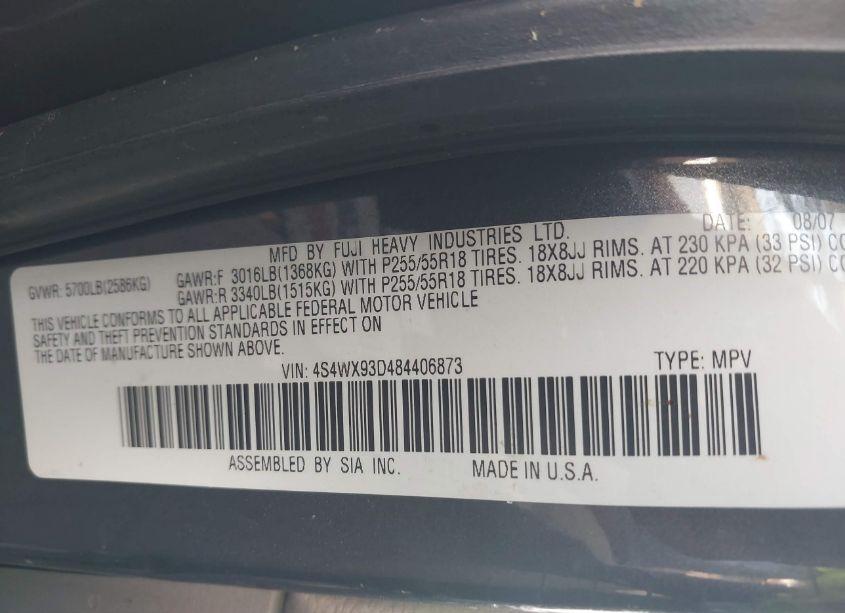 MFD BY FUJI HEAVY INDUSTRIES LTD. DATE: 08/07
GVWR: 5700LB(2586KG) GAWR:F 3016LB(1368KG) WITH P255/55R18 TIRES. 18X8JJ RIMS. AT 230 KPA (33 PSI) CO
GAWR:R 3340LB(1515KG) WITH P255/55R18 TIRES. 18X8JJ RIMS. AT 220 KPA (32 PSI) CO
THIS VEHICLE CONFORMS TO ALL APPLICABLE FEDERAL MOTOR VEHICLE
SAFETY AND THEFT PREVENTION STANDARDS IN EFFECT ON
THE DATE OF MANUFACTURE SHOWN ABOVE.
VIN: 4S4WX93D484406873 TYPE: MPV
ASSEMBLED BY SIA INC. MADE IN U.S.A.